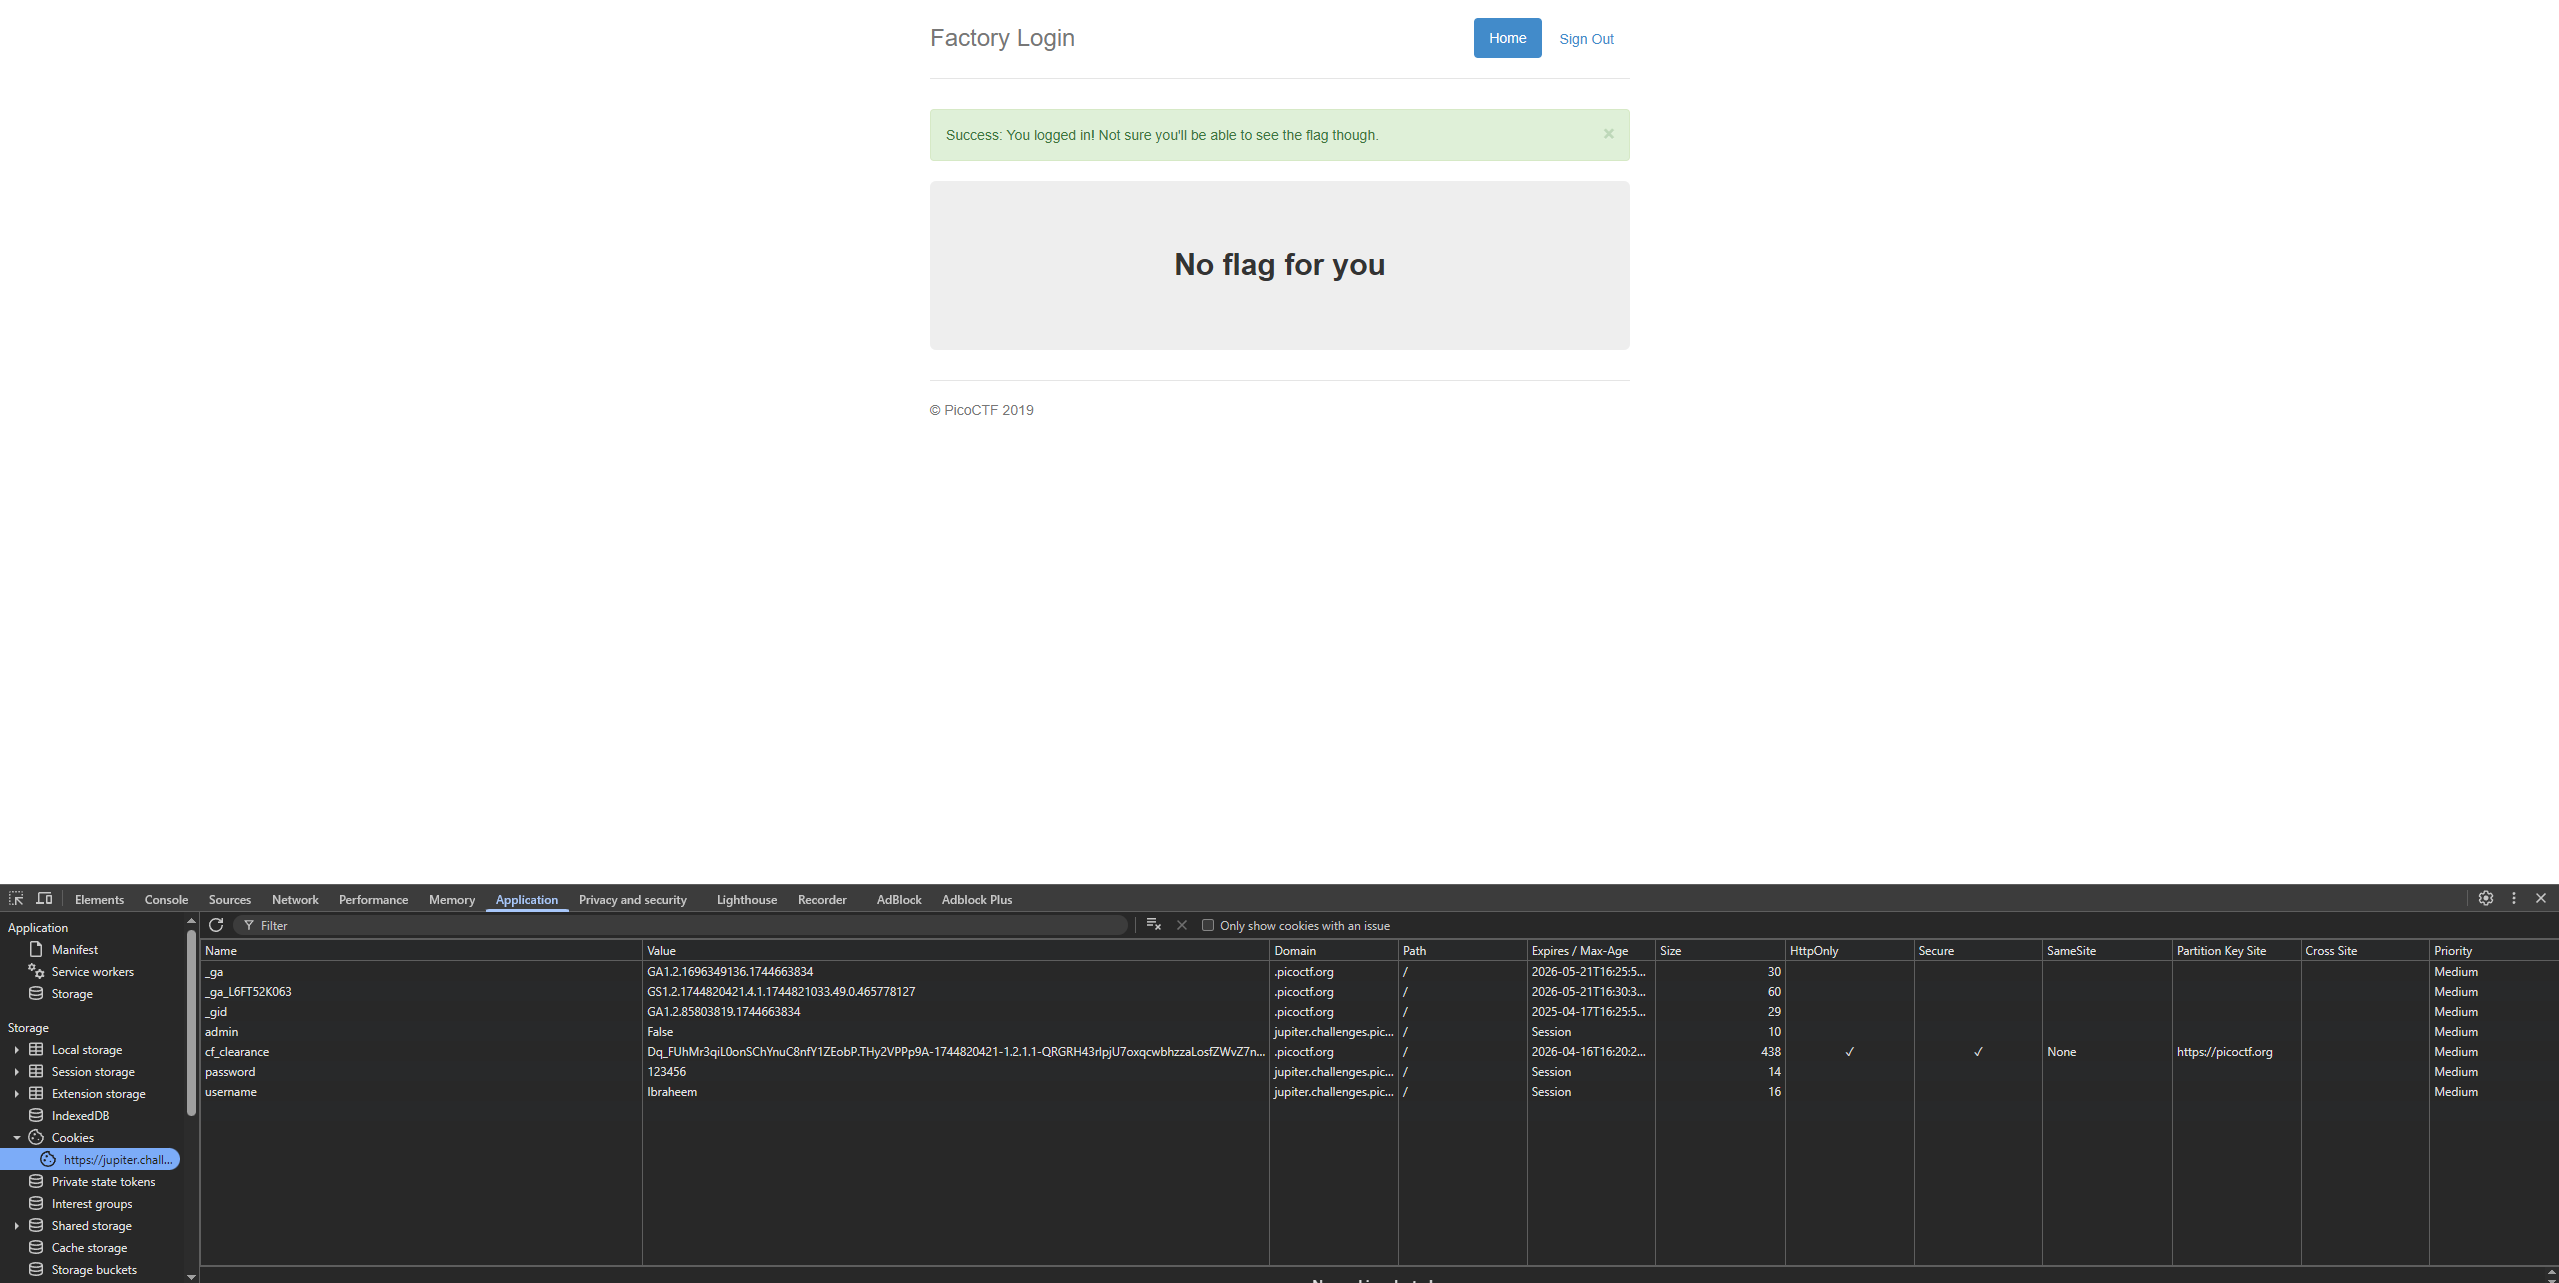 Factory Login
Home
Sign Out
Success: You logged in! Not sure you'll be able to see the flag though.
×
No flag for you
© PicoCTF 2019
Elements Console Sources Network Performance Memory Application Privacy and security Lighthouse Recorder AdBlock Adblock Plus
Application
Manifest
Service workers
Storage
Storage
Local storage
Session storage
Extension storage
IndexedDB
Cookies
https://jupiter.chall...
Private state tokens
Interest groups
Shared storage
Cache storage
Storage buckets
Filter
Only show cookies with an issue
Name Value Domain Path Expires / Max-Age Size HttpOnly Secure SameSite Partition Key Site Cross Site Priority
_ga GA1.2.1696349136.1744663834 .picoctf.org / 2026-05-21T16:25:5... 30 Medium
_ga_L6FT52K063 GS1.2.1744820421.4.1.1744821033.49.0.465778127 .picoctf.org / 2026-05-21T16:30:3... 60 Medium
_gid GA1.2.85803819.1744663834 .picoctf.org / 2025-04-17T16:25:5... 29 Medium
admin False jupiter.challenges.pic... / Session 10 Medium
cf_clearance Dq_FUhMr3qiL0onSChYnuC8nfY1ZEobP.THy2VPPp9A-1744820421-1.2.1.1-QRGRH43rIpjU7oxqcwbhzzaLosfZWvZ7n... .picoctf.org / 2026-04-16T16:20:2... 438 ✓ ✓ None https://picoctf.org Medium
password 123456 jupiter.challenges.pic... / Session 14 Medium
username Ibraheem jupiter.challenges.pic... / Session 16 Medium